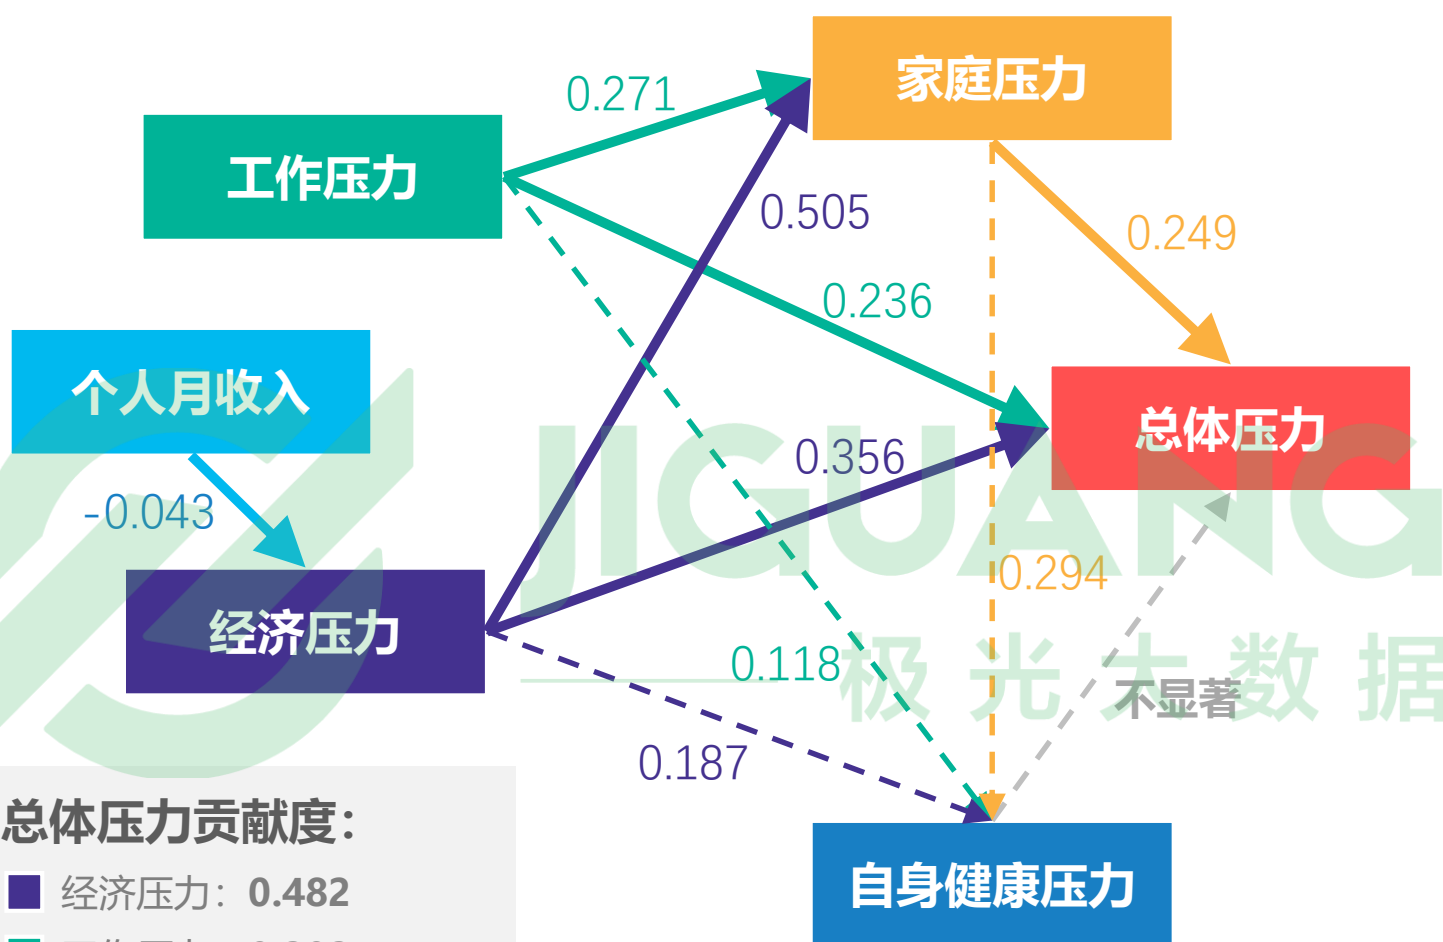 家庭压力
0.271
工作压力
0.505
0.249
0.236
个人月收入
总体压力
0.356
-0.043
JIGUANG
0.294
经济压力
0.118
极光大数据
不显著
0.187
总体压力贡献度：
经济压力：0.482
自身健康压力